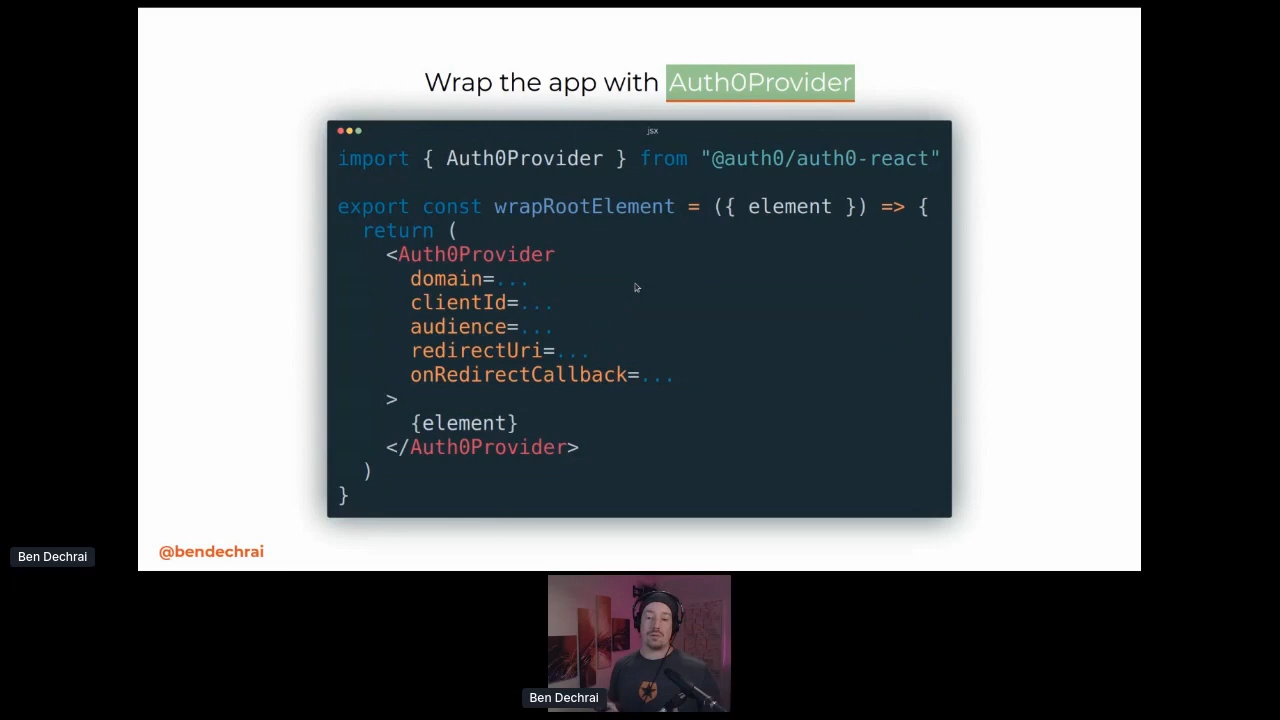 Wrap the app with Auth0Provider
jsx
import { Auth0Provider } from "@auth0/auth0-react"
export const wrapRootElement = ({ element }) => {
return (
<Auth0Provider
domain=...
clientId=...
audience=...
redirectUri=...
onRedirectCallback=...
>
{element}
</Auth0Provider>
)
}
@bendechrai
Ben Dechrai
Ben Dechrai